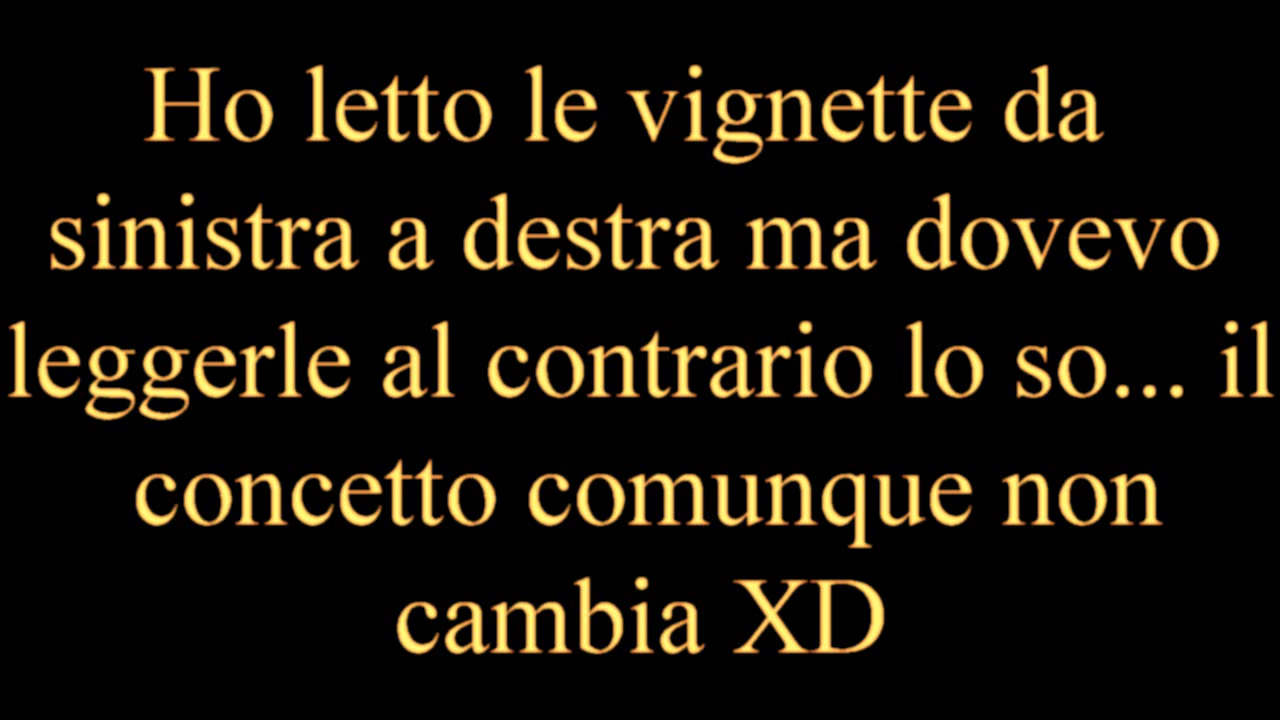 Ho letto le vignette da
sinistra a destra ma dovevo
leggerle al contrario lo so... il
concetto comunque non
cambia XD